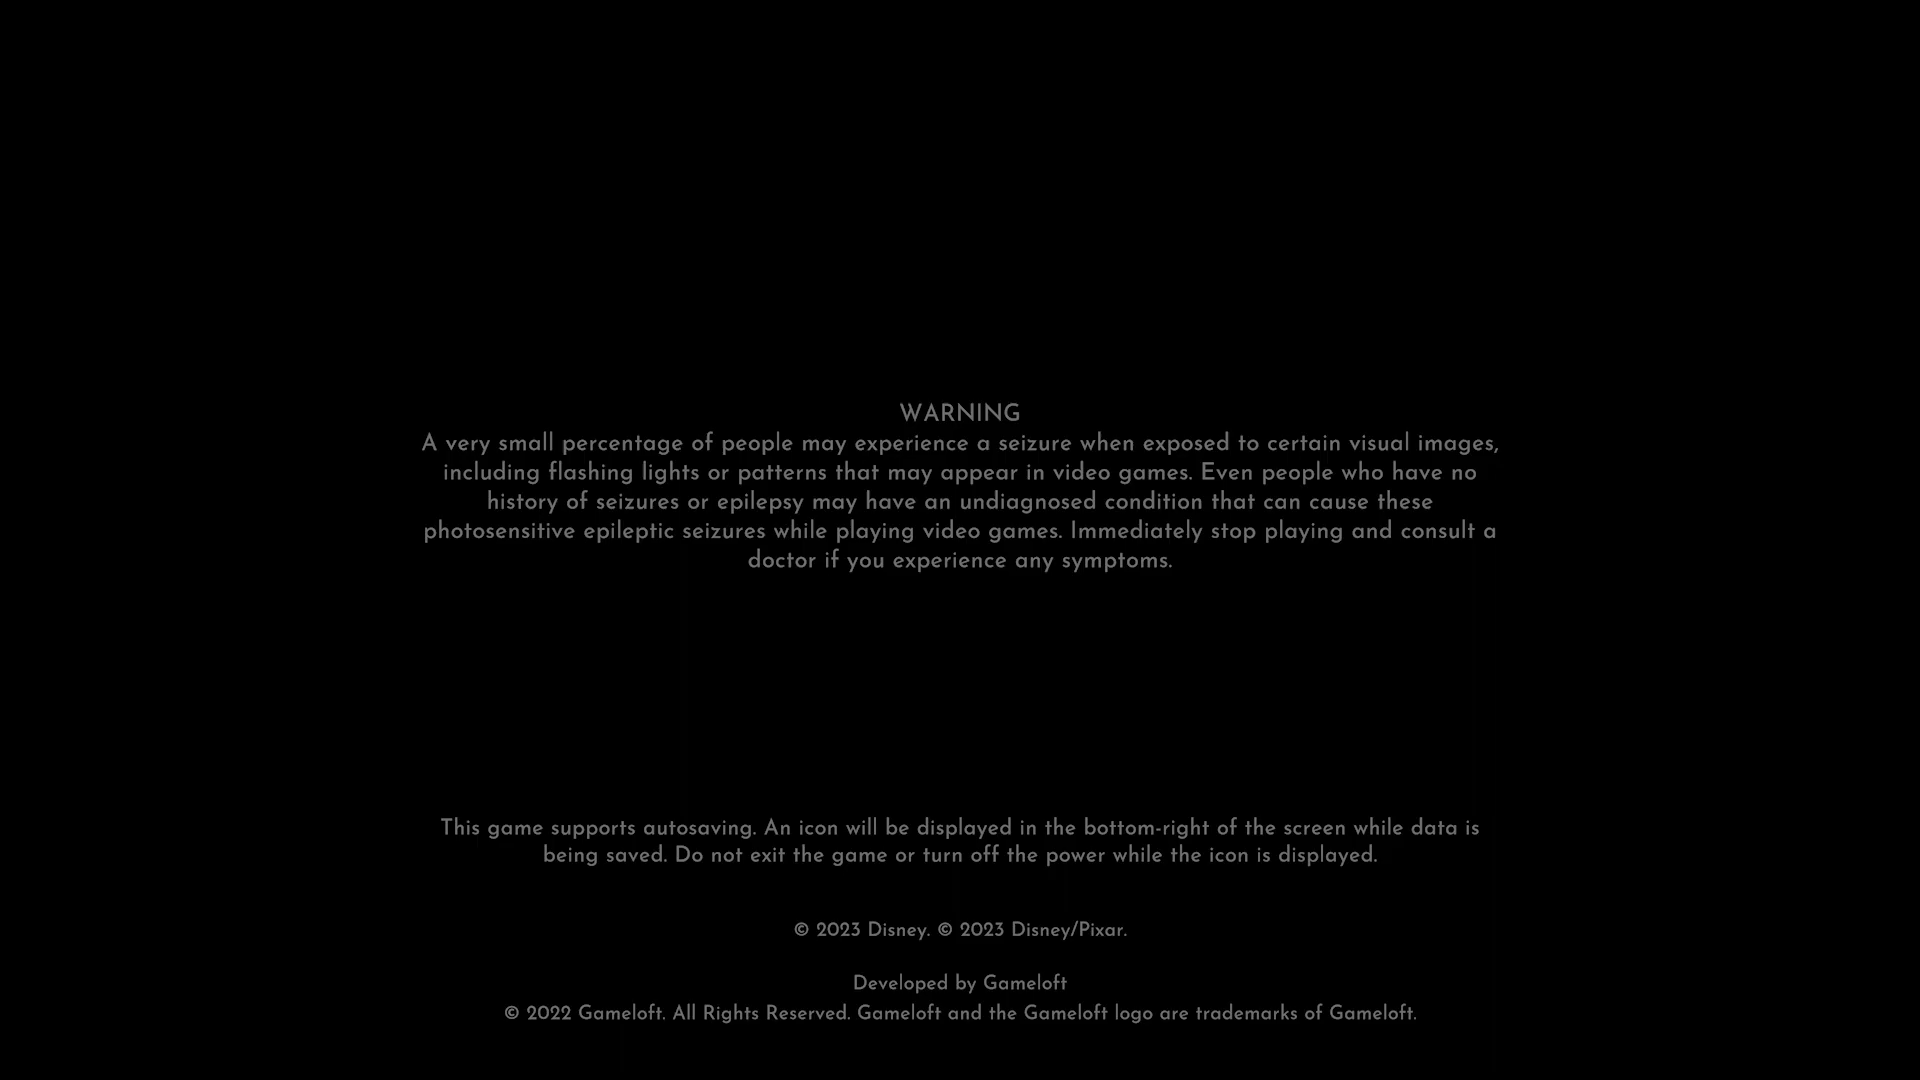 WARNING
A very small percentage of people may experience a seizure when exposed to certain visual images,
including flashing lights or patterns that may appear in video games. Even people who have no
history of seizures or epilepsy may have an undiagnosed condition that can cause these
photosensitive epileptic seizures while playing video games. Immediately stop playing and consult a
doctor if you experience any symptoms.
This game supports autosaving. An icon will be displayed in the bottom-right of the screen while data is
being saved. Do not exit the game or turn off the power while the icon is displayed.
© 2023 Disney. © 2023 Disney/Pixar.
Developed by Gameloft
© 2022 Gameloft. All Rights Reserved. Gameloft and the Gameloft logo are trademarks of Gameloft.